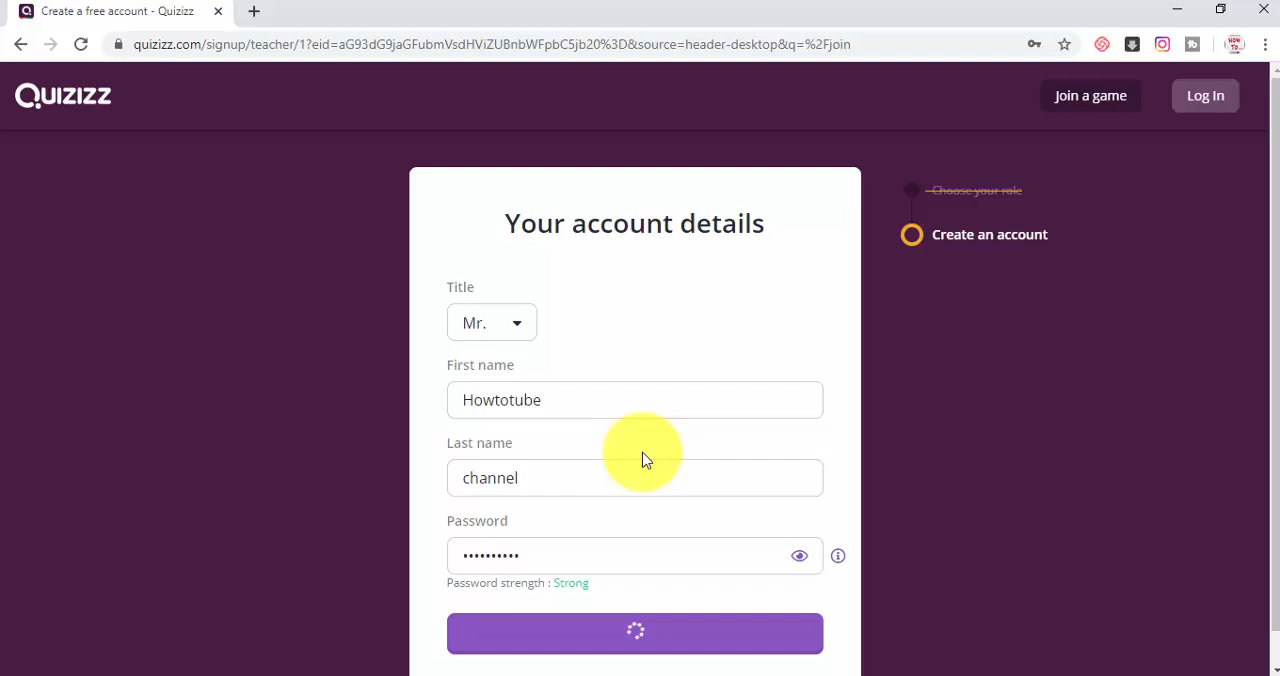 Create a free account - Quizizz
quizizz.com/signup/teacher/1?eid=aG93dG9jaGFubmVsdHViZUBnbWFpbC5jb20%3D&source=header-desktop&q=%2Fjoin
HOW TO
QUIZIZZ
Join a game
Log In
Your account details
Choose your role
Create an account
Title
Mr.
First name
Howtotube
Last name
channel
Password
••••••••••
Password strength : Strong